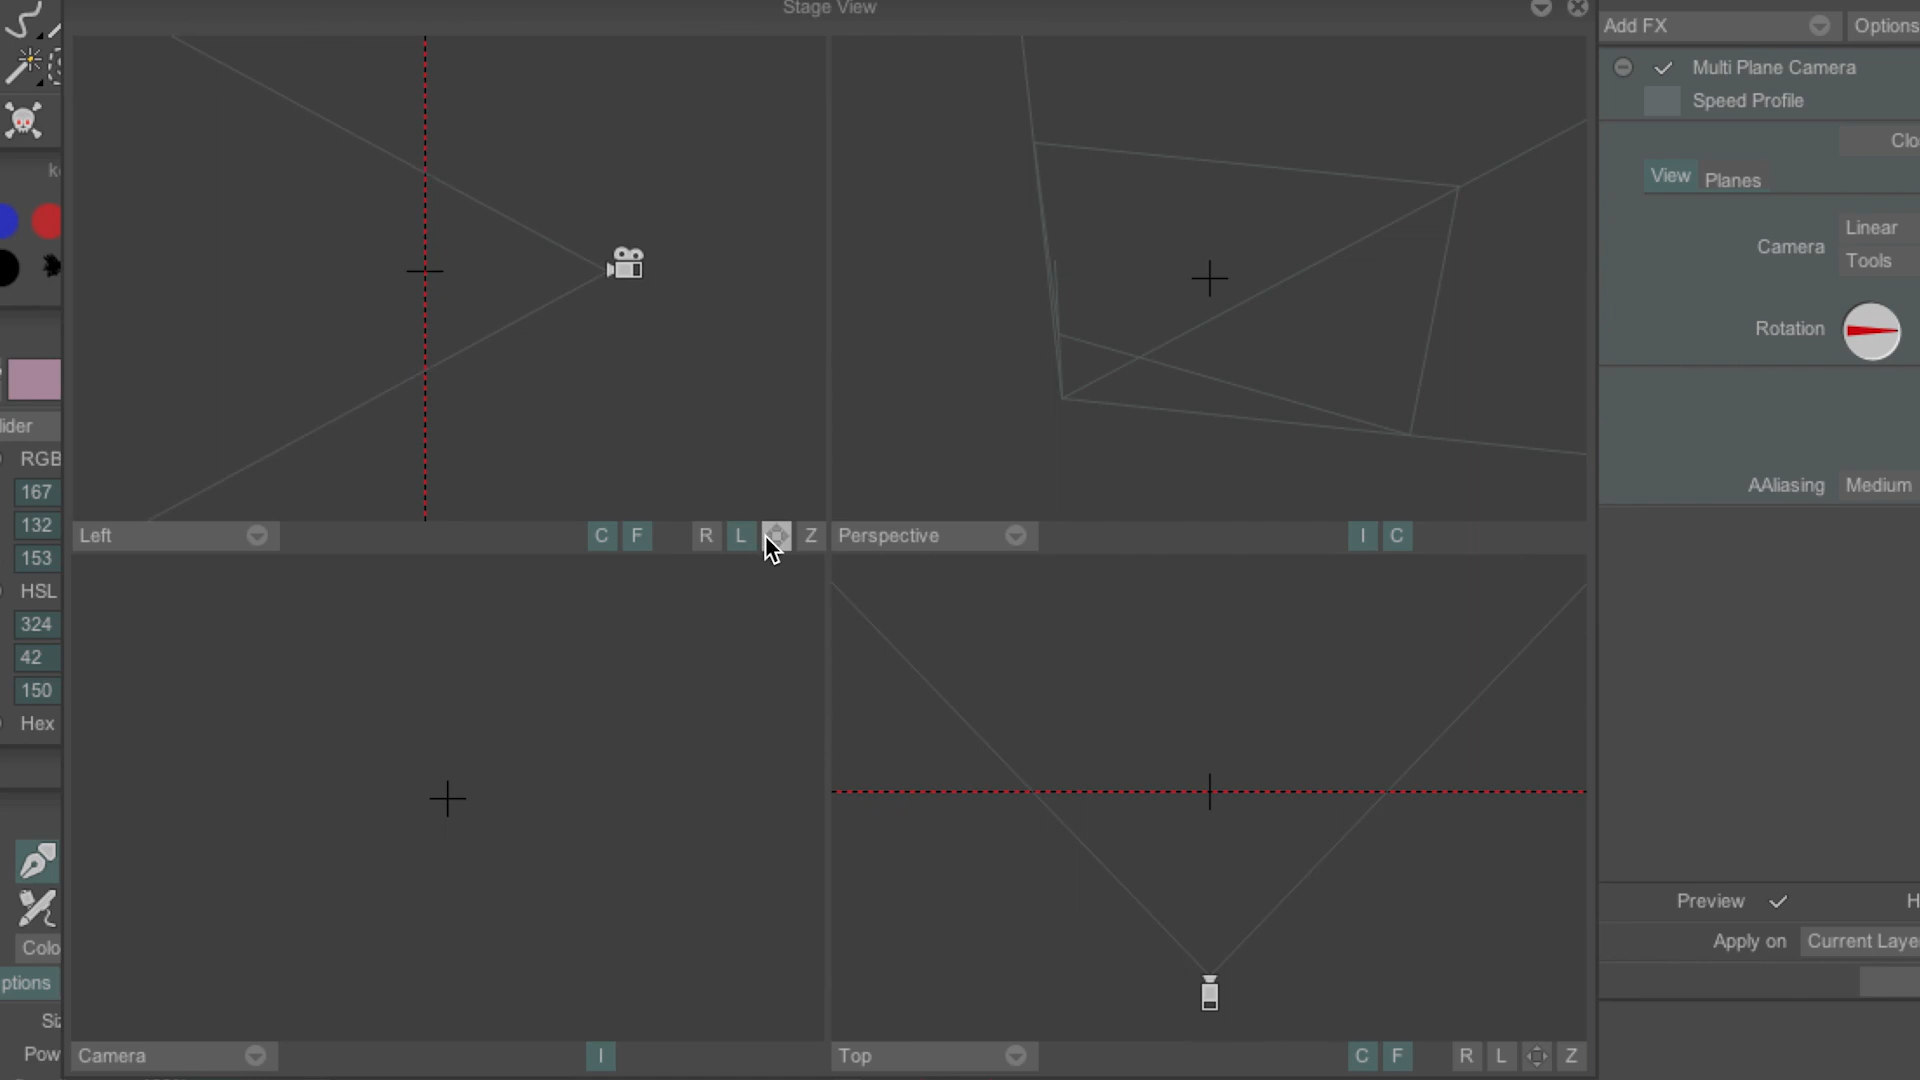 Stage View
Add FX
Options
Multi Plane Camera
Speed Profile
Clo
View
Planes
Camera
Linear
Tools
Rotation
AAliasing
Medium
lider
RGB
167
132
153
HSL
324
42
150
Hex
Left
C
F
R
L
Z
Perspective
I
C
Preview
H
Apply on
Current Laye
Colo
ptions
Siz
Pow
Camera
I
Top
C
F
R
L
Z